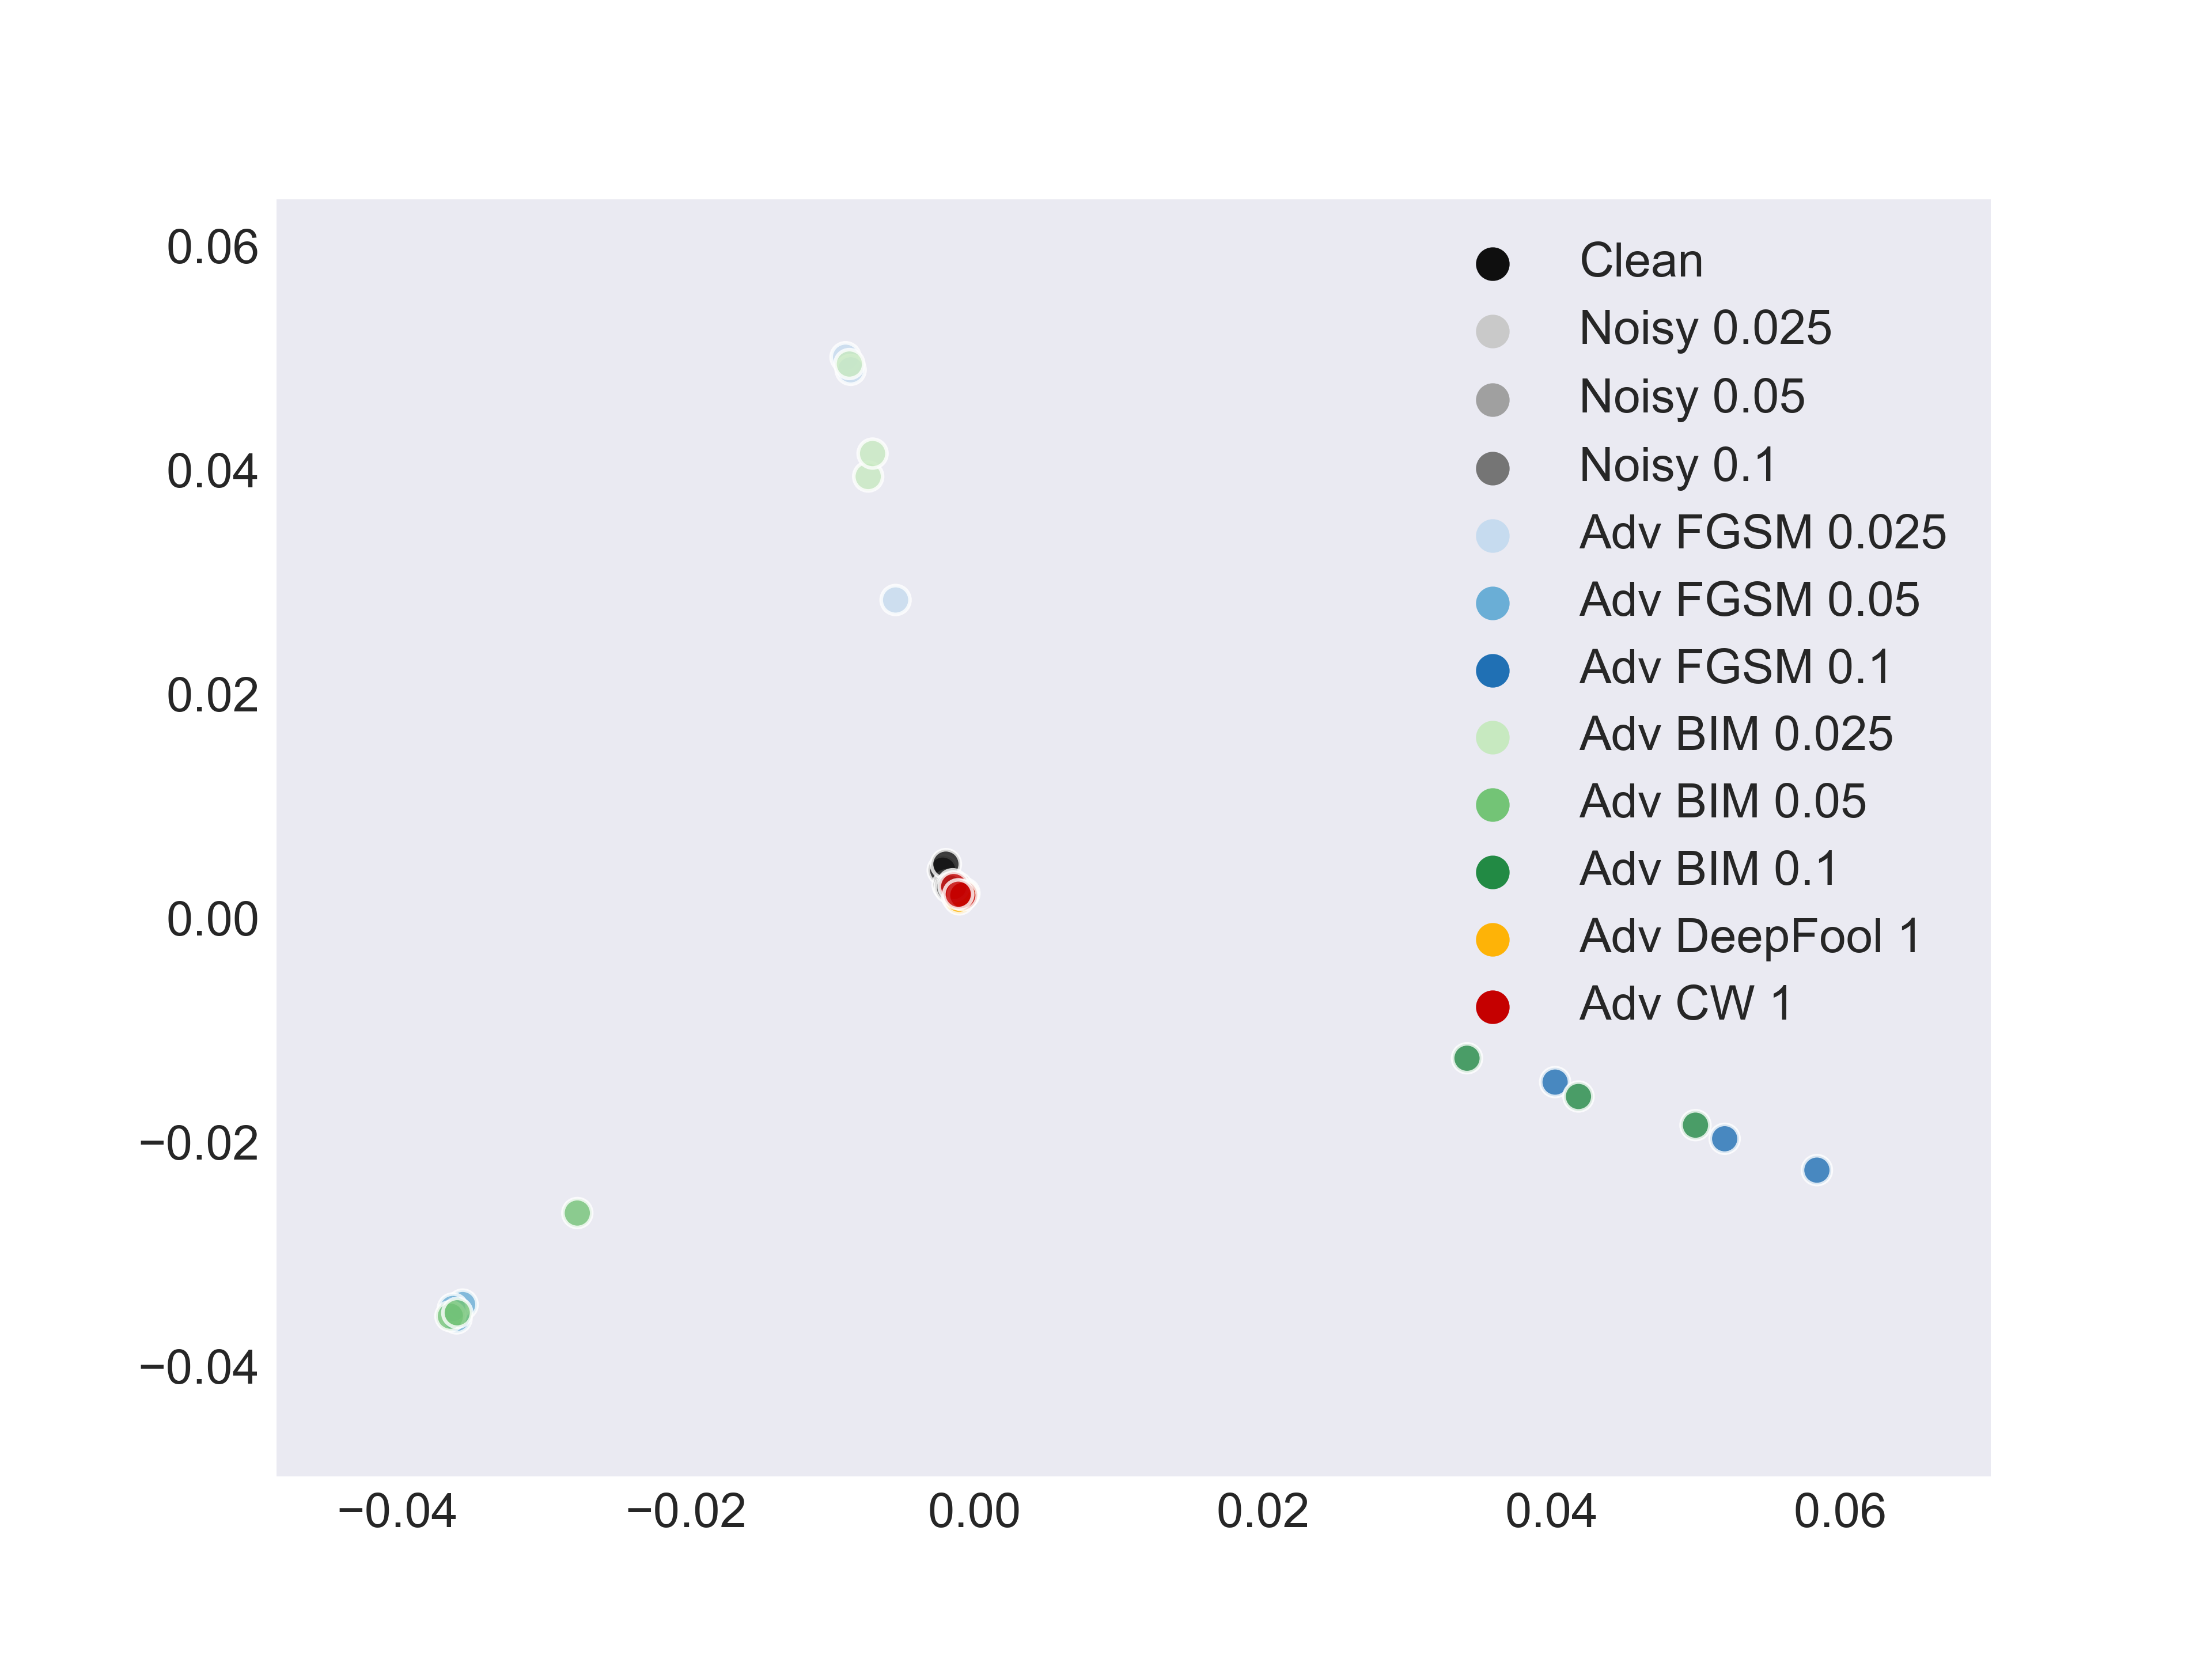 0.06
0.04
0.02
0.00
−0.02
−0.04
−0.04
−0.02
0.00
0.02
0.04
0.06
Clean
Noisy 0.025
Noisy 0.05
Noisy 0.1
Adv FGSM 0.025
Adv FGSM 0.05
Adv FGSM 0.1
Adv BIM 0.025
Adv BIM 0.05
Adv BIM 0.1
Adv DeepFool 1
Adv CW 1